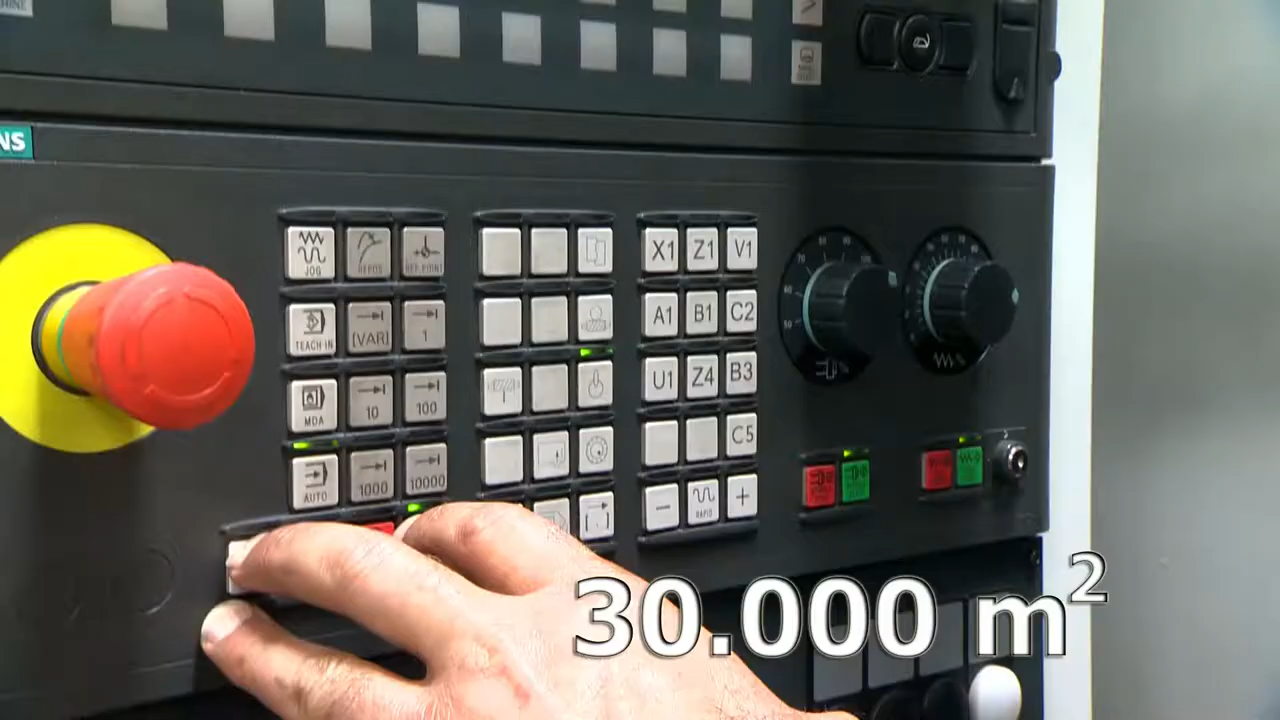 NS
JOG REPOS REF.POINT
X1 Z1 V1
TEACH IN [VAR] 1
A1 B1 C2
MDA 10 100
U1 Z4 B3
C5
AUTO 1000 10000
− RAPID +
%
%
30.000 m²